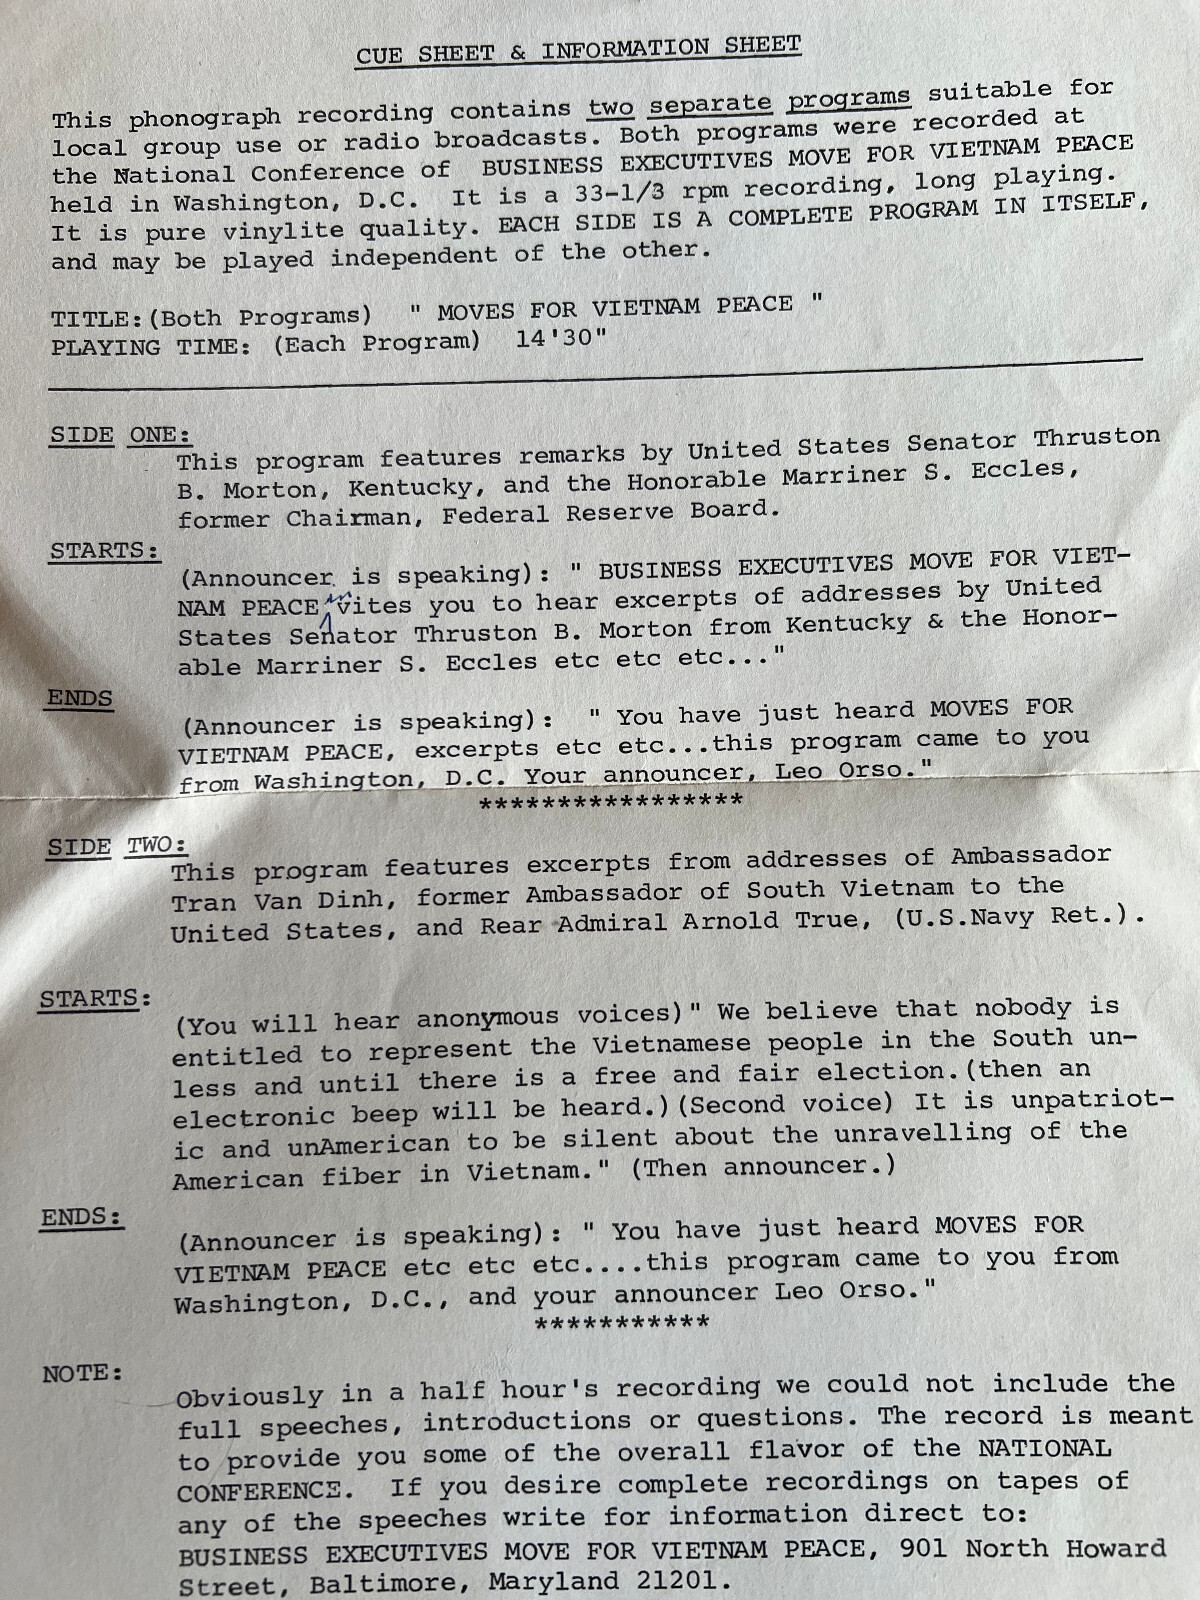 CUE SHEET & INFORMATION SHEET
This phonograph recording contains two separate programs suitable for
local group use or radio broadcasts. Both programs were recorded at
the National Conference of BUSINESS EXECUTIVES MOVE FOR VIETNAM PEACE
held in Washington, D.C. It is a 33-1/3 rpm recording, long playing.
It is pure vinylite quality. EACH SIDE IS A COMPLETE PROGRAM IN ITSELF,
and may be played independent of the other.
TITLE:(Both Programs) " MOVES FOR VIETNAM PEACE "
PLAYING TIME: (Each Program) 14'30"
SIDE ONE:
This program features remarks by United States Senator Thruston
B. Morton, Kentucky, and the Honorable Marriner S. Eccles,
former Chairman, Federal Reserve Board.
STARTS:
(Announcer is speaking): " BUSINESS EXECUTIVES MOVE FOR VIET-
NAM PEACE invites you to hear excerpts of addresses by United
States Senator Thruston B. Morton from Kentucky & the Honor-
able Marriner S. Eccles etc etc etc..."
ENDS
(Announcer is speaking): " You have just heard MOVES FOR
VIETNAM PEACE, excerpts etc etc...this program came to you
from Washington, D.C. Your announcer, Leo Orso."
*****************
SIDE TWO:
This program features excerpts from addresses of Ambassador
Tran Van Dinh, former Ambassador of South Vietnam to the
United States, and Rear Admiral Arnold True, (U.S.Navy Ret.).
STARTS:
(You will hear anonymous voices)" We believe that nobody is
entitled to represent the Vietnamese people in the South un-
less and until there is a free and fair election.(then an
electronic beep will be heard.)(Second voice) It is unpatriot-
ic and unAmerican to be silent about the unravelling of the
American fiber in Vietnam." (Then announcer.)
ENDS:
(Announcer is speaking): " You have just heard MOVES FOR
VIETNAM PEACE etc etc etc....this program came to you from
Washington, D.C., and your announcer Leo Orso."
***********
NOTE:
Obviously in a half hour's recording we could not include the
full speeches, introductions or questions. The record is meant
to provide you some of the overall flavor of the NATIONAL
CONFERENCE. If you desire complete recordings on tapes of
any of the speeches write for information direct to:
BUSINESS EXECUTIVES MOVE FOR VIETNAM PEACE, 901 North Howard
Street, Baltimore, Maryland 21201.